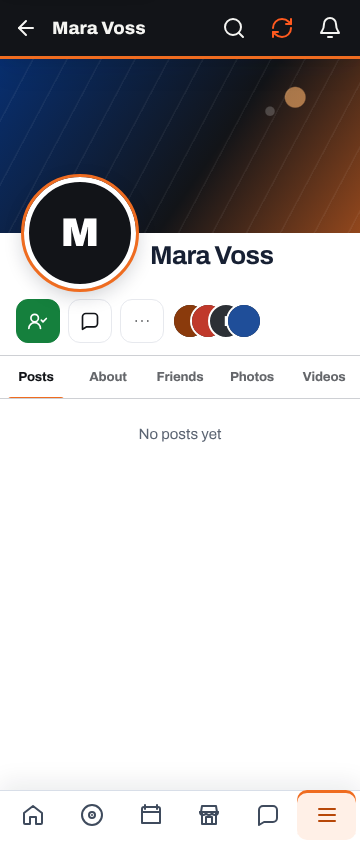 Mara Voss
M
Mara Voss
Posts About Friends Photos Videos
No posts yet